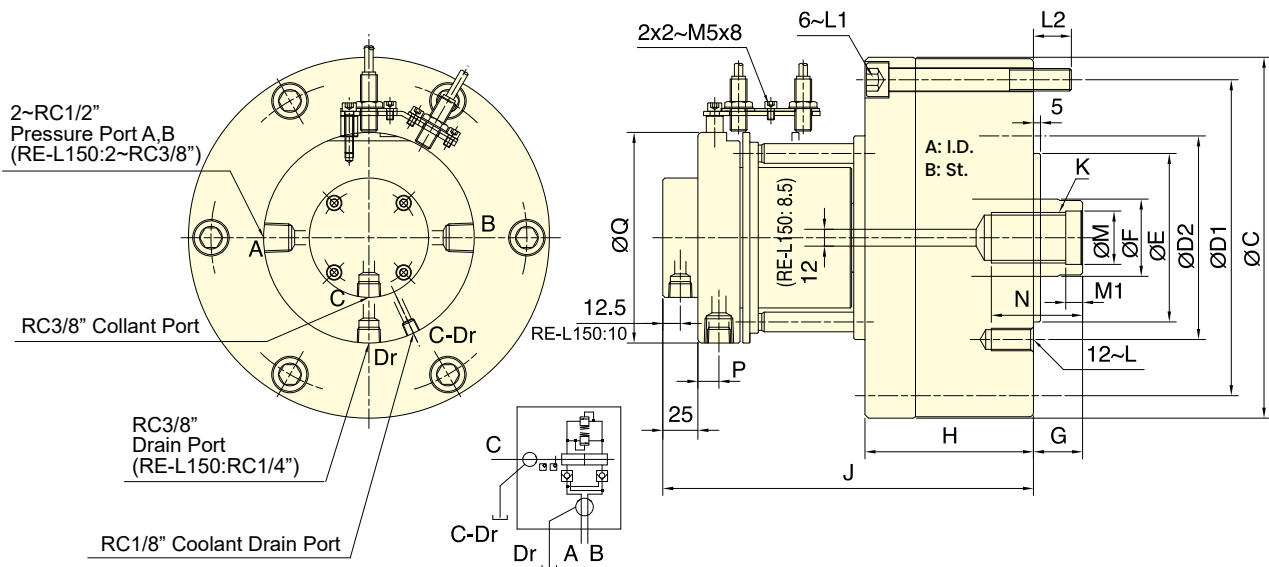 2~RC1/2”
Pressure Port A,B
(RE-L150:2~RC3/8”)
A
B
C
RC3/8” Collant Port
C-Dr
Dr
RC3/8”
Drain Port
(RE-L150:RC1/4”)
RC1/8” Coolant Drain Port
C
C-Dr
Dr
A
B
2x2~M5x8
6~L1
L2
5
A: I.D.
B: St.
K
ØQ
(RE-L150: 8.5)
12
ØM
ØF
ØE
ØD2
ØD1
ØC
N
M1
12.5
RE-L150:10
P
12~L
25
H
G
J